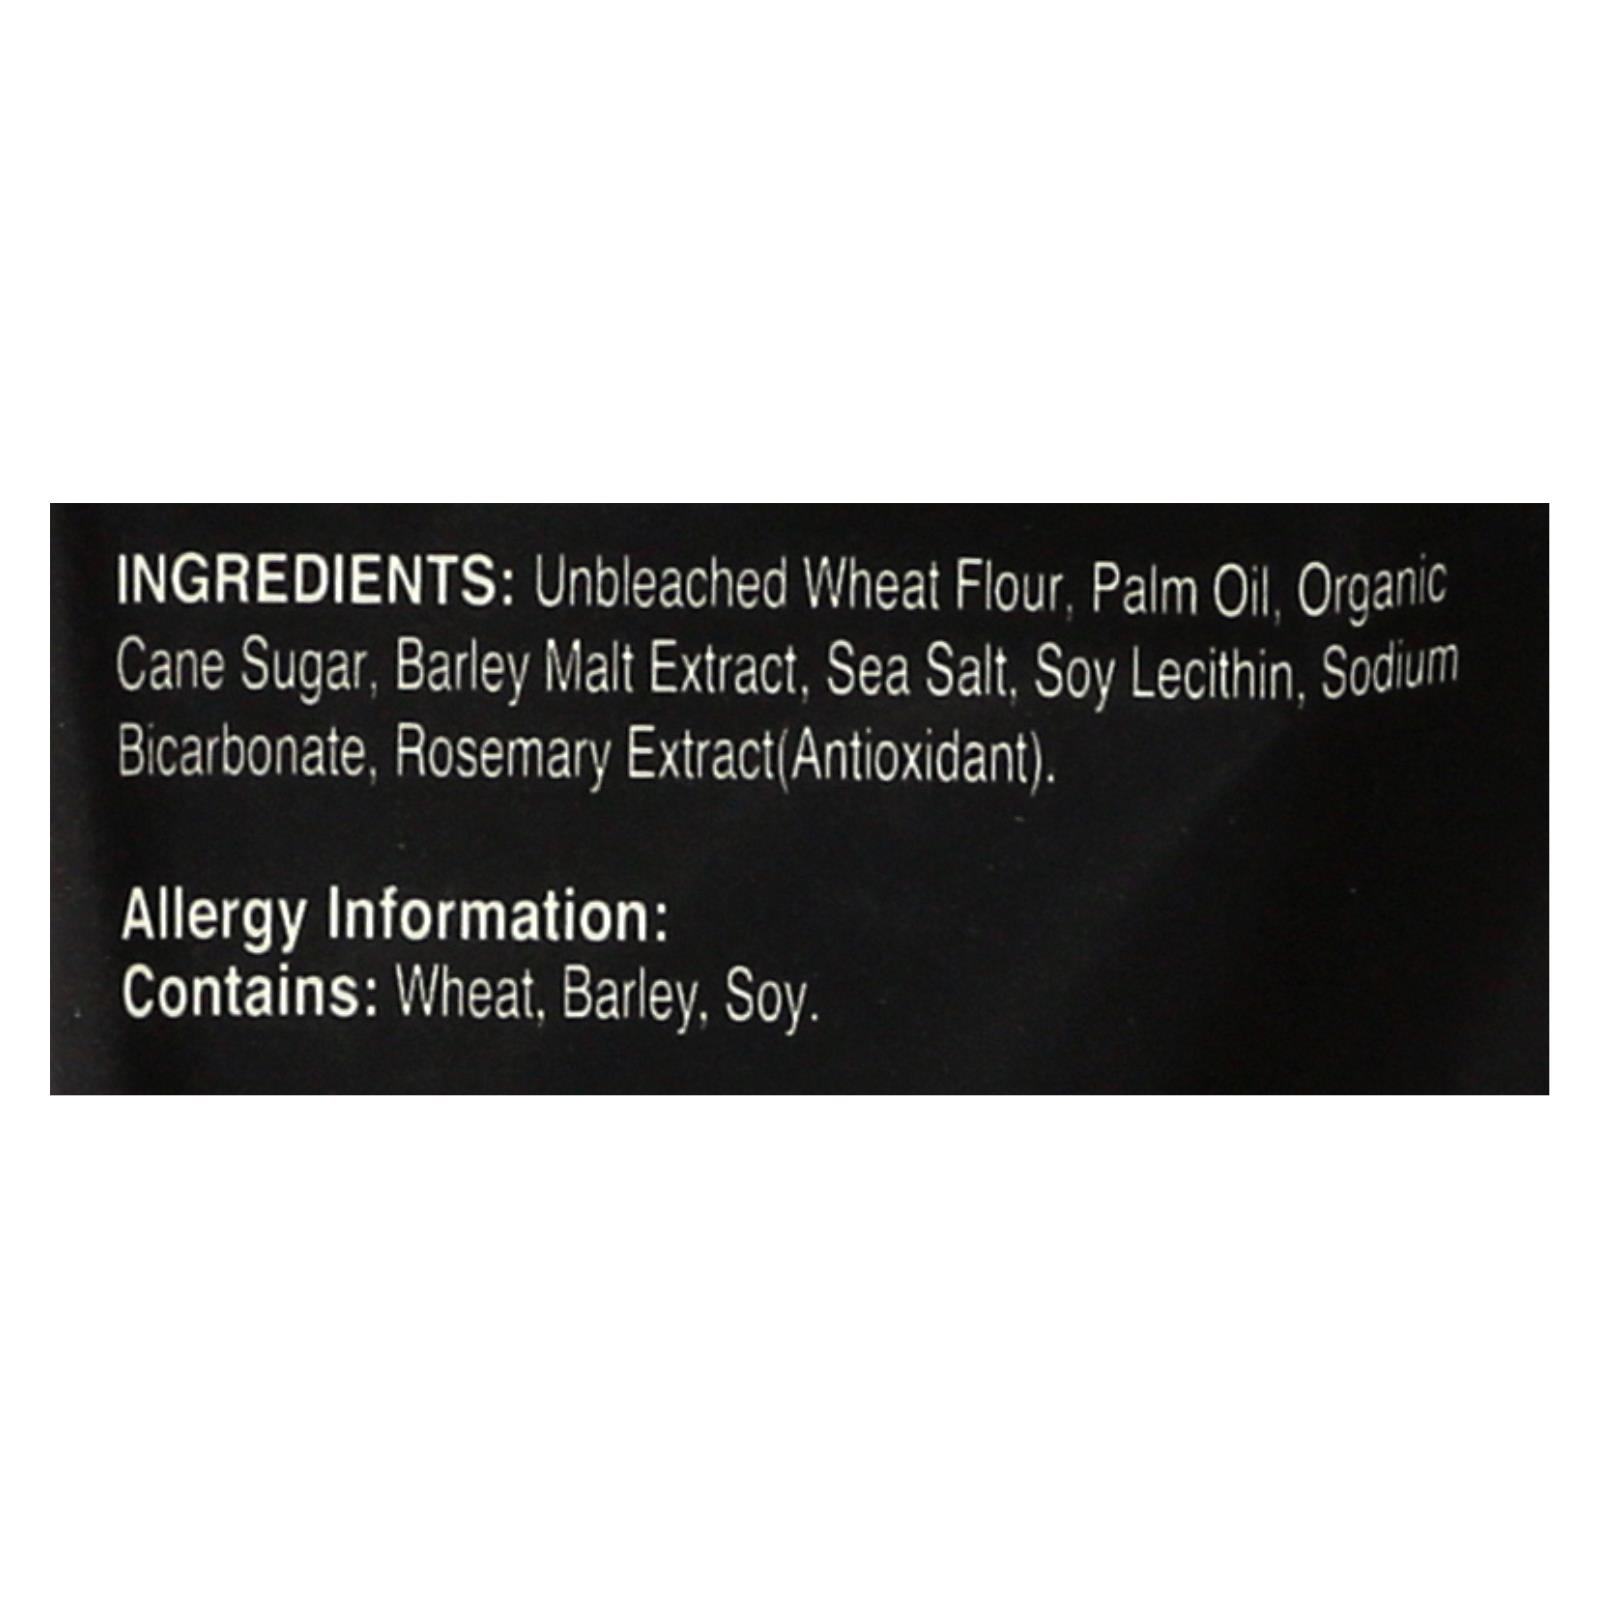 INGREDIENTS: Unbleached Wheat Flour, Palm Oil, Organic
Cane Sugar, Barley Malt Extract, Sea Salt, Soy Lecithin, Sodium
Bicarbonate, Rosemary Extract(Antioxidant).
Allergy Information:
Contains: Wheat, Barley, Soy.